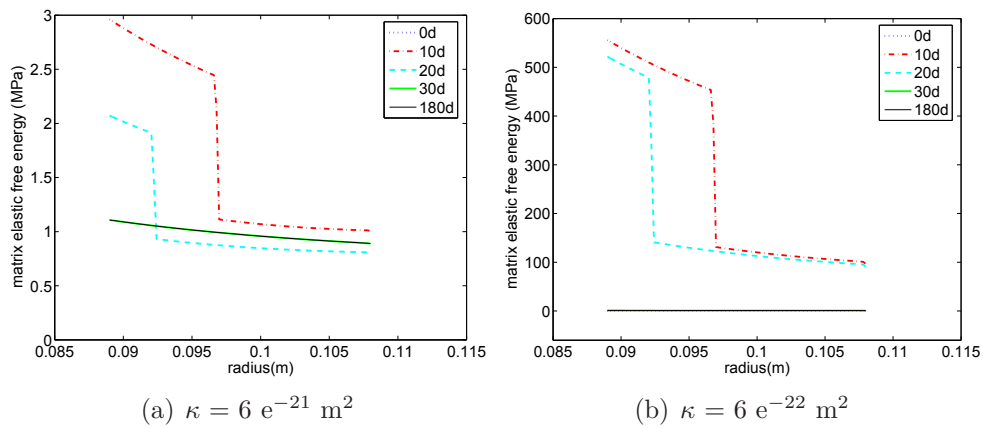 3
2.5
2
1.5
1
0.5
0
matrix elastic free energy (MPa)
0.085
0.09
0.095
0.1
0.105
0.11
0.115
radius(m)
0d
10d
20d
30d
180d
(a) κ = 6 e⁻²¹ m²
600
500
400
300
200
100
0
matrix elastic free energy (MPa)
0.085
0.09
0.095
0.1
0.105
0.11
0.115
radius(m)
0d
10d
20d
30d
180d
(b) κ = 6 e⁻²² m²